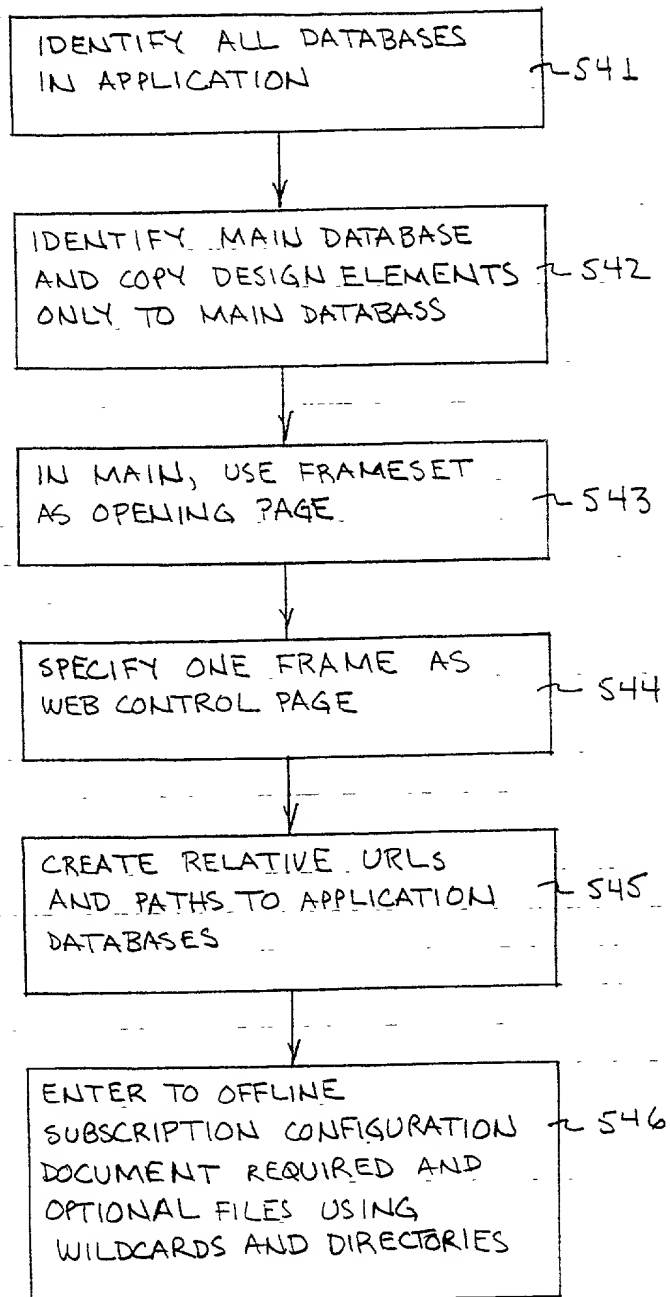 IDENTIFY ALL DATABASES
IN APPLICATION
541
IDENTIFY MAIN DATABASE
AND COPY DESIGN ELEMENTS
ONLY TO MAIN DATABASS
542
IN MAIN, USE FRAMESET
AS OPENING PAGE
543
SPECIFY ONE FRAME AS
WEB CONTROL PAGE
544
CREATE RELATIVE URLS
AND PATHS TO APPLICATION
DATABASES
545
ENTER TO OFFLINE
SUBSCRIPTION CONFIGURATION
DOCUMENT REQUIRED AND
OPTIONAL FILES USING
WILDCARDS AND DIRECTORIES
546